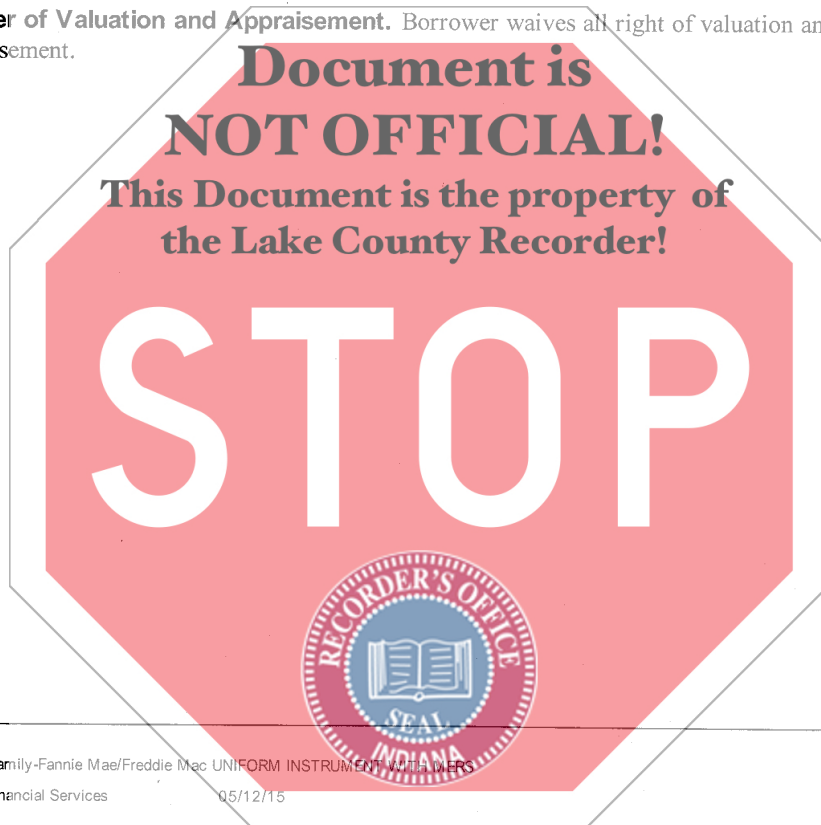 er of Valuation and Appraisement. Borrower waives all right of valuation an
sement.
Document is
NOT OFFICIAL!
This Document is the property of
the Lake County Recorder!
STOP
RECORDER'S OFFICE
SEAL
INDIANA
amily-Fannie Mae/Freddie Mac UNIFORM INSTRUMENT WITH MERS
nancial Services 05/12/15